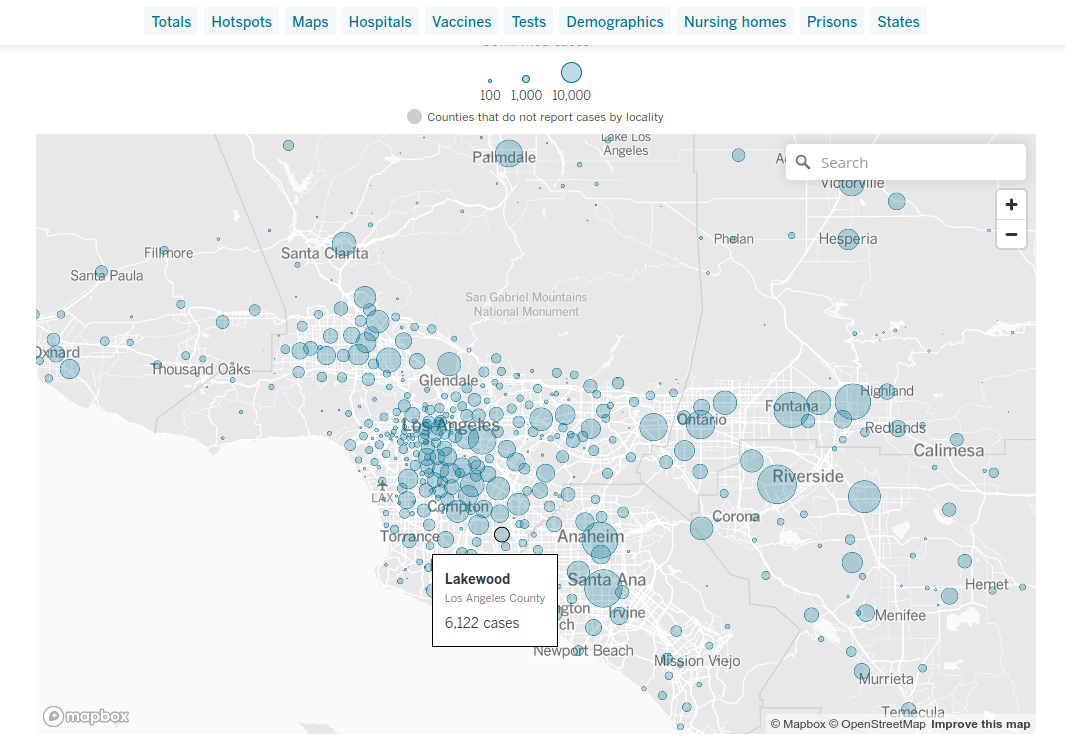 Totals Hotspots Maps Hospitals Vaccines Tests Demographics Nursing homes Prisons States
100 1,000 10,000
Counties that do not report cases by locality
Search
+
−
Lake Los
Angeles
Palmdale
Victorville
Fillmore
Santa Clarita
Phelan
Hesperia
Santa Paula
San Gabriel Mountains
National Monument
Oxnard
Thousand Oaks
Glendale
Highland
Fontana
Ontario
Los Angeles
Redlands
Calimesa
Riverside
LAX
Compton
Corona
Torrance
Anaheim
Lakewood
Los Angeles County
6,122 cases
Santa Ana
Hemet
Irvine
Menifee
Newport Beach
Mission Viejo
Murrieta
Temecula
mapbox
© Mapbox © OpenStreetMap Improve this map